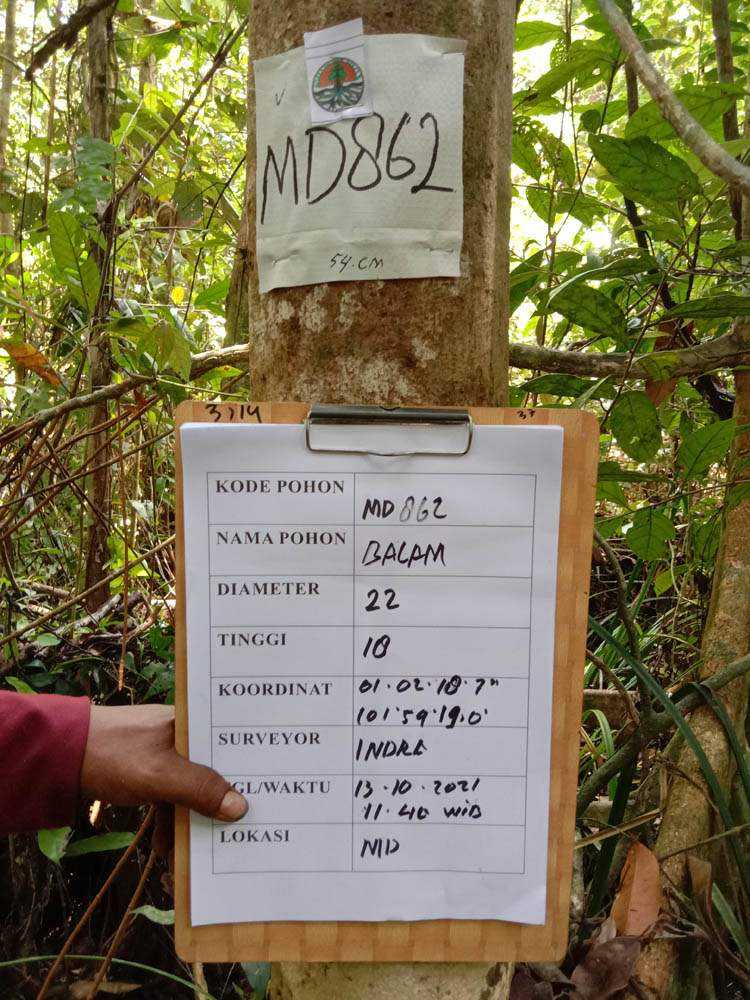 MD862
54.CM
3,14
37
KODE POHON MD 862
NAMA POHON BALAM
DIAMETER 22
TINGGI 18
KOORDINAT 01.02.18.7"
101.59.19.0'
SURVEYOR INDRA
GL/WAKTU 13.10.2021
11.40 WIB
LOKASI MD